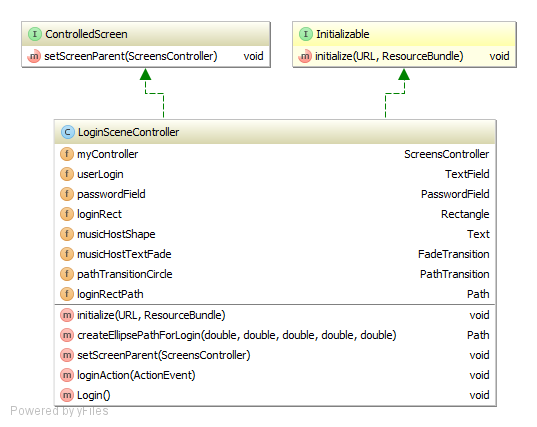 ControlledScreen
setScreenParent(ScreensController) void
Initializable
initialize(URL, ResourceBundle) void
LoginSceneController
myController ScreensController
userLogin TextField
passwordField PasswordField
loginRect Rectangle
musicHostShape Text
musicHostTextFade FadeTransition
pathTransitionCircle PathTransition
loginRectPath Path
initialize(URL, ResourceBundle) void
createEllipsePathForLogin(double, double, double, double, double) Path
setScreenParent(ScreensController) void
loginAction(ActionEvent) void
Login() void
Powered by yFiles